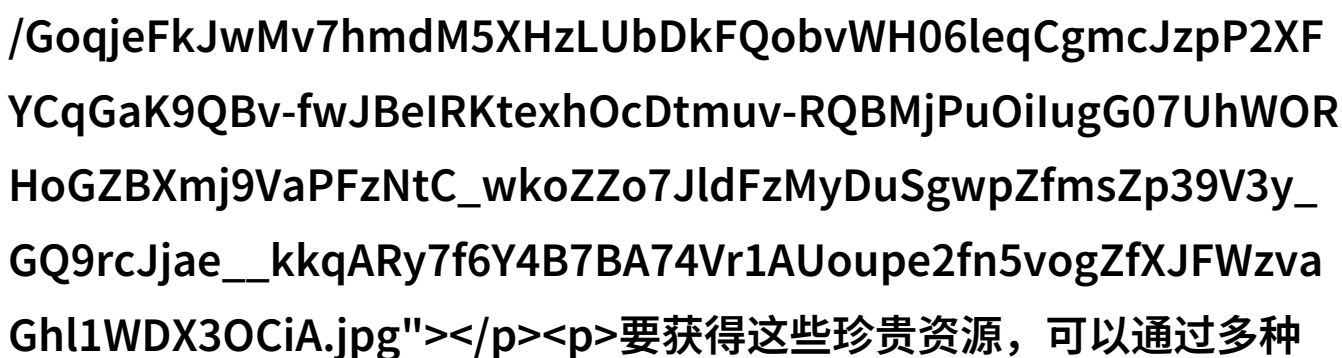 /GoqjeFkJwMv7hmdM5XHzLUbDkFQobvWH06leqCgmcJzpP2XF
YCqGaK9QBv-fwJBeIRKtexhOcDtmuv-RQBMjPuOiIugG07UhWOR
HoGZBXmj9VaPFzNtC_wkoZZo7JldFzMyDuSgwpZfmsZp39V3y_
GQ9rcJjae__kkqARy7f6Y4B7BA74Vr1AUoupe2fn5vogZfXJFWzva
Ghl1WDX3OCiA.jpg"></p><p>要获得这些珍贵资源，可以通过多种